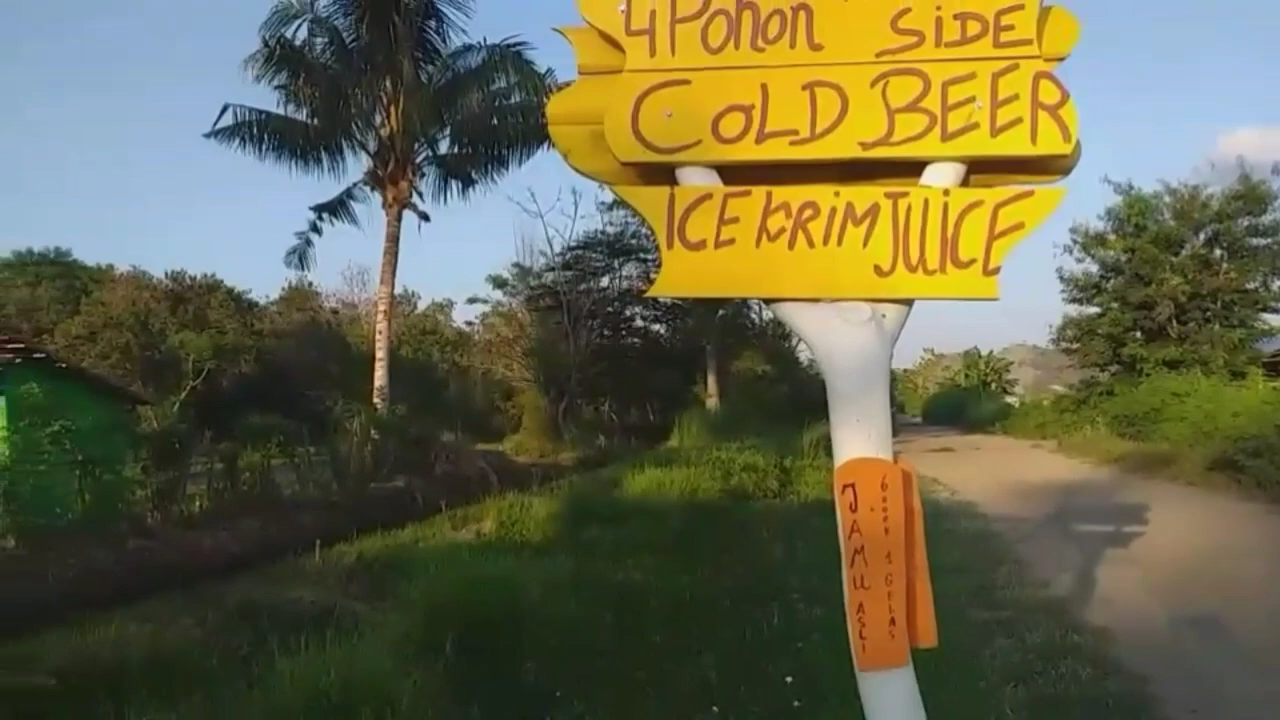 4 Pohon SiDE
COLD BEER
ICE KRIM JUICE
JAMU ASLI
1 GELAS